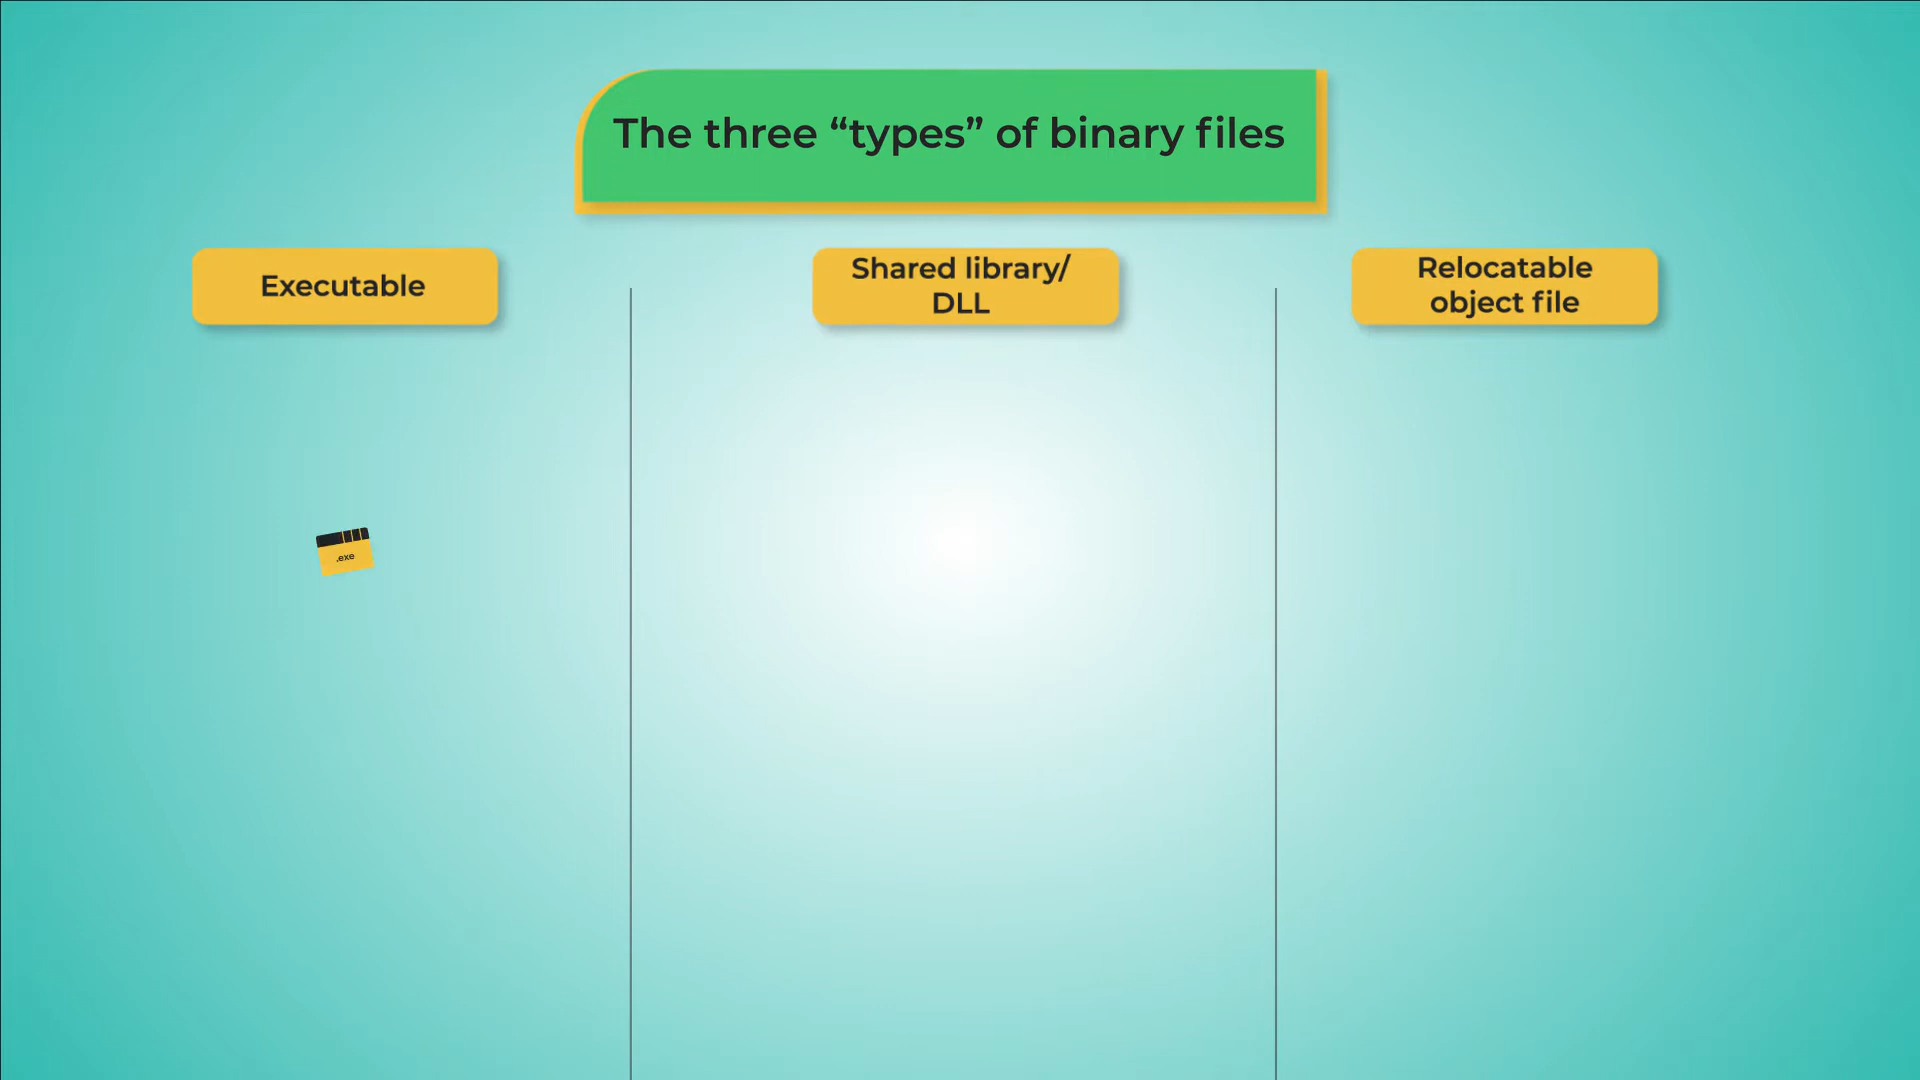 The three “types” of binary files
Executable
Shared library/
DLL
Relocatable
object file
.exe